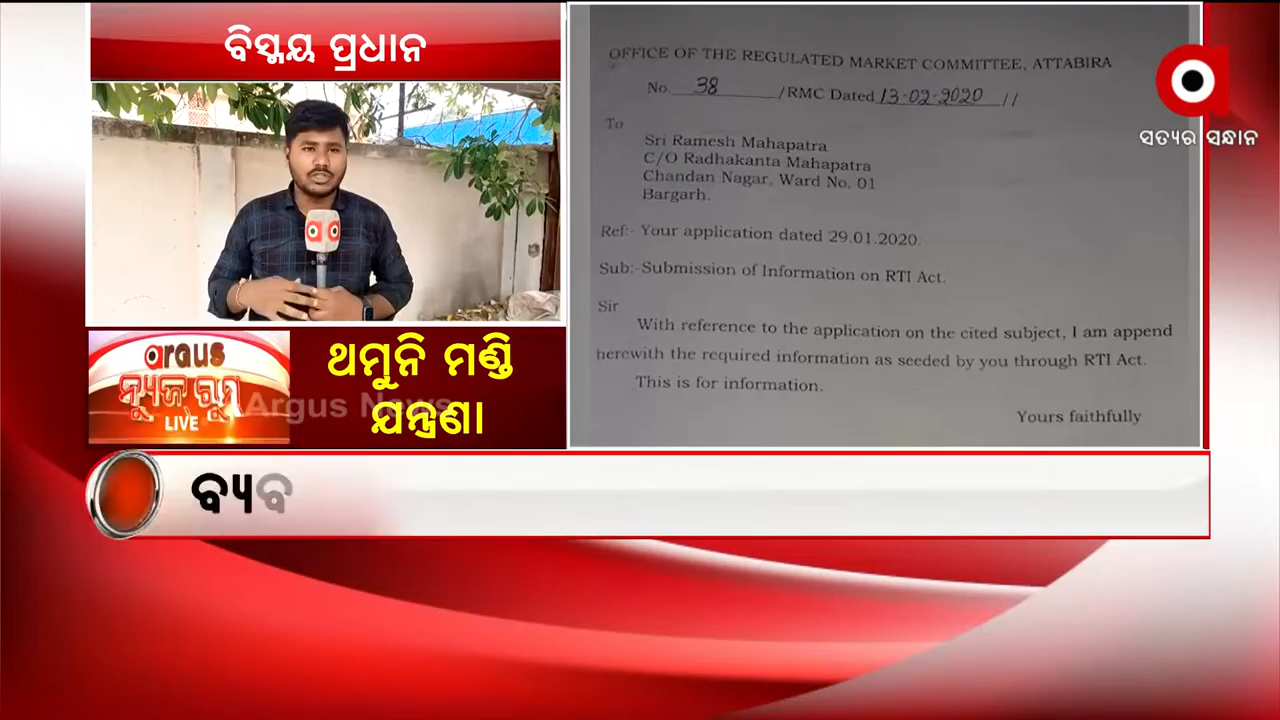 ବିସ୍ମୟ ପ୍ରଧାନ
argus
ନ୍ୟୁଜ୍ ରୁମ୍
LIVE
Argus News
ଥମୁନି ମଣ୍ଡି
ଯନ୍ତ୍ରଣା
OFFICE OF THE REGULATED MARKET COMMITTEE, ATTABIRA
No. 38 /RMC Dated 13-02-2020 //
To
Sri Ramesh Mahapatra
C/O Radhakanta Mahapatra
Chandan Nagar, Ward No. 01
Bargarh.
Ref:- Your application dated 29.01.2020.
Sub:-Submission of Information on RTI Act.
Sir
With reference to the application on the cited subject, I am append
herewith the required information as seeded by you through RTI Act.
This is for information.
Yours faithfully
ସତ୍ୟର ସନ୍ଧାନ
ବ୍ୟବ